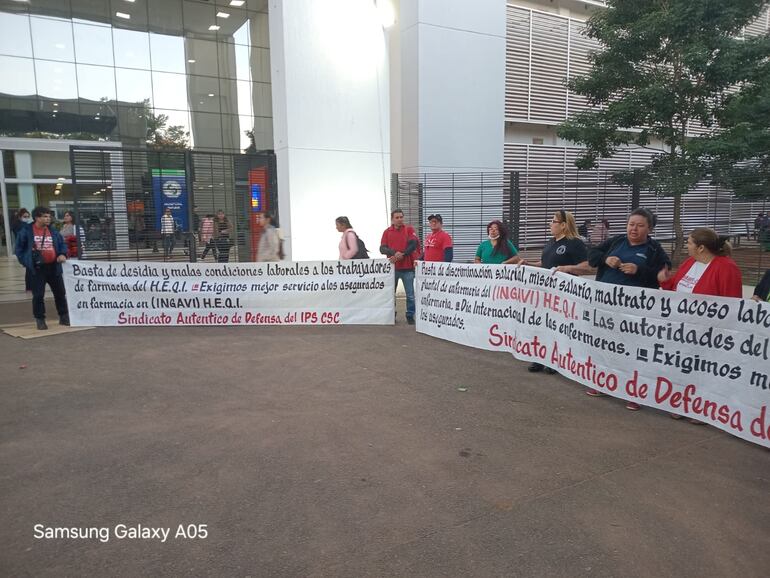 Basta de desidia y malas condiciones laborales a los trabajadores
de farmacia del H.E.Q.I. Exigimos mejor servicio alos asegurados
en farmacia en (INGAVI) H.E.Q.I.
Sindicato Autentico de Defensa del IPS CSC
Basta de discriminación, misero salario, maltrato y acoso labo
plantel de enfermeria del (INGAVI) H.E.Q.I. Las autoridades del
enfermeria. Dia Internacional de las enfermeras. Exigimos me
los asegurados.
Sindicato Autentico de Defensa de
Samsung Galaxy A05